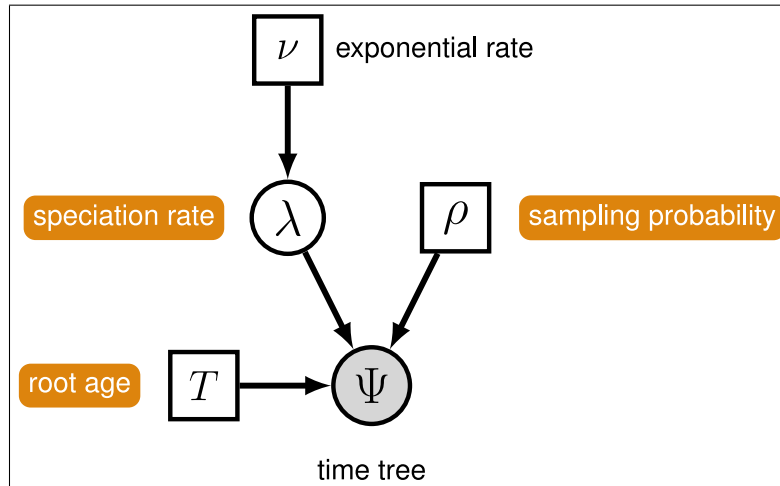 ν exponential rate
speciation rate λ ρ sampling probability
root age T Ψ
time tree